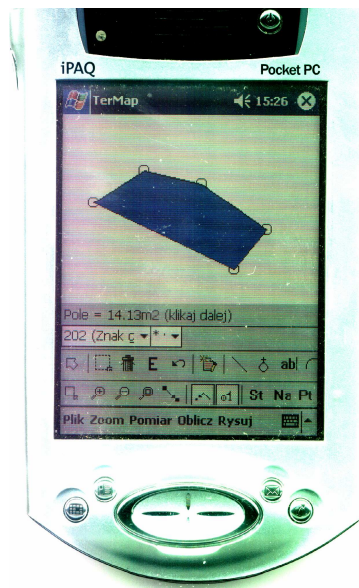 iPAQ Pocket PC
TerMap 15:26
Pole = 14.13m2 (klikaj dalej)
202 (Znak g * ·
E ab
1 St Na Pt
Plik Zoom Pomiar Oblicz Rysuj